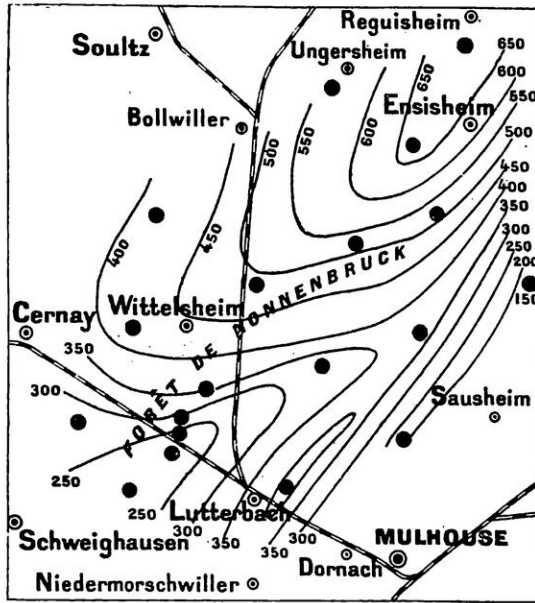 Reguisheim
Soultz
Ungersheim
650
600
650
Ensisheim
550
Bollwiller
600
500
500
550
450
400
350
450
400
300
250
200
150
FORÊT DE NONNENBRUCK
Cernay
Wittelsheim
350
300
Sausheim
250
250
Lutterbach
300
300
350
350
Schweighausen
MULHOUSE
Dornach
Niedermorschwiller